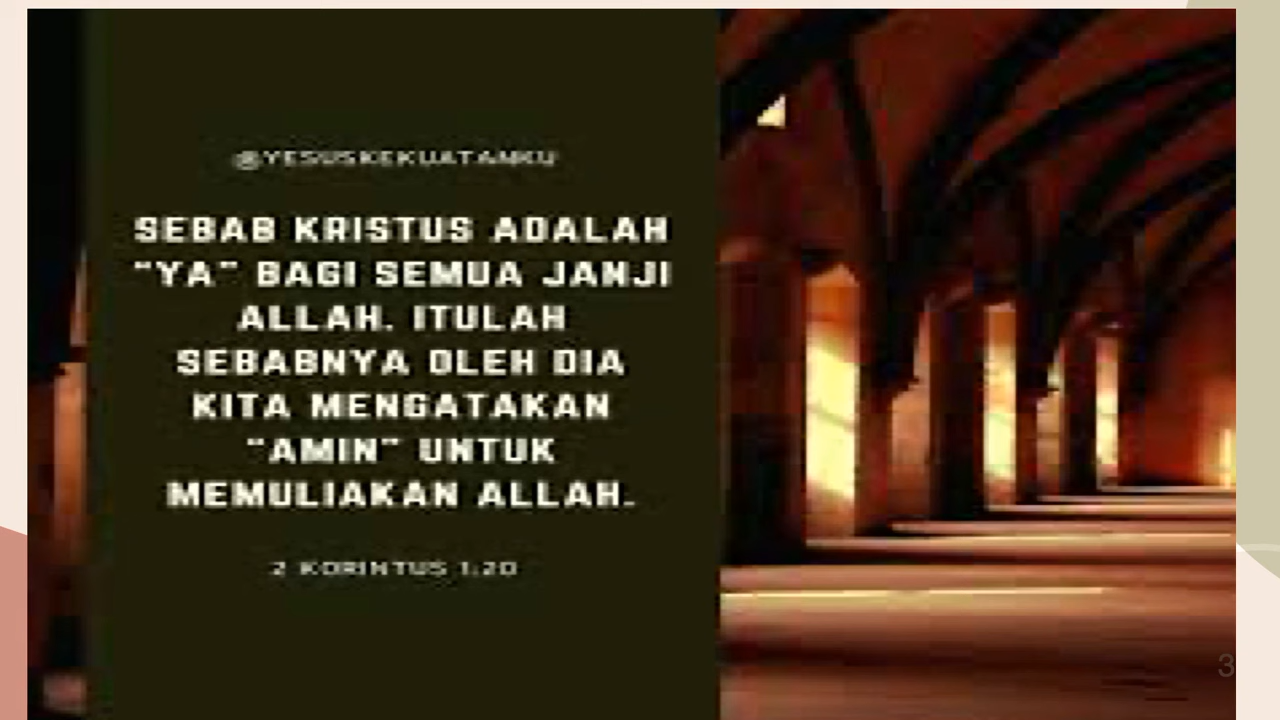 @YESUSKEKUATANKU
SEBAB KRISTUS ADALAH
"YA" BAGI SEMUA JANJI
ALLAH. ITULAH
SEBABNYA OLEH DIA
KITA MENGATAKAN
"AMIN" UNTUK
MEMULIAKAN ALLAH.
2 KORINTUS 1:20
3